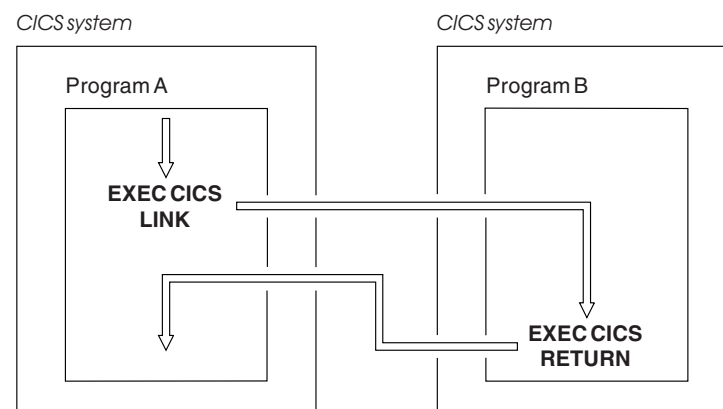 CICS system
CICS system
Program A
Program B
EXEC CICS
LINK
EXEC CICS
RETURN